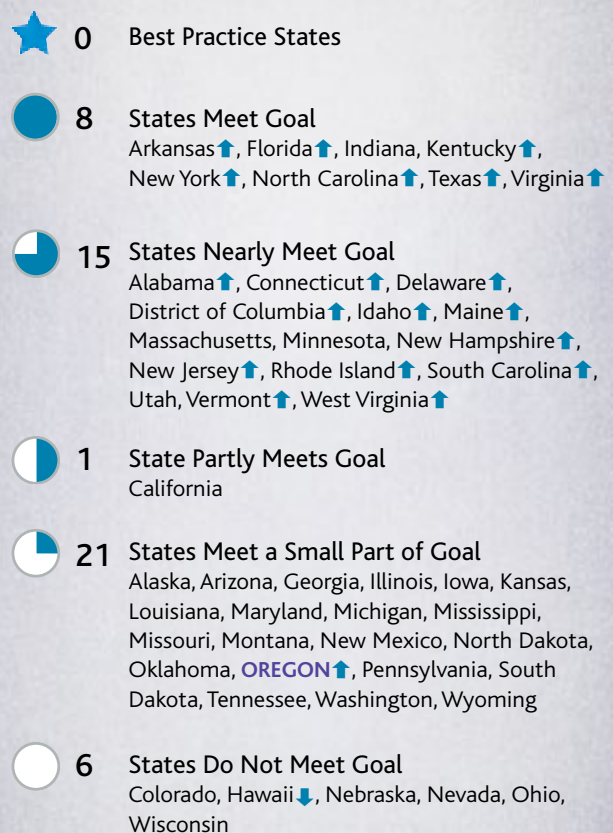 0 Best Practice States
8 States Meet Goal
Arkansas⬆, Florida⬆, Indiana, Kentucky⬆,
New York⬆, North Carolina⬆, Texas⬆, Virginia⬆
15 States Nearly Meet Goal
Alabama⬆, Connecticut⬆, Delaware⬆,
District of Columbia⬆, Idaho⬆, Maine⬆,
Massachusetts, Minnesota, New Hampshire⬆,
New Jersey⬆, Rhode Island⬆, South Carolina⬆,
Utah, Vermont⬆, West Virginia⬆
1 State Partly Meets Goal
California
21 States Meet a Small Part of Goal
Alaska, Arizona, Georgia, Illinois, Iowa, Kansas,
Louisiana, Maryland, Michigan, Mississippi,
Missouri, Montana, New Mexico, North Dakota,
Oklahoma, OREGON⬆, Pennsylvania, South
Dakota, Tennessee, Washington, Wyoming
6 States Do Not Meet Goal
Colorado, Hawaii⬇, Nebraska, Nevada, Ohio,
Wisconsin